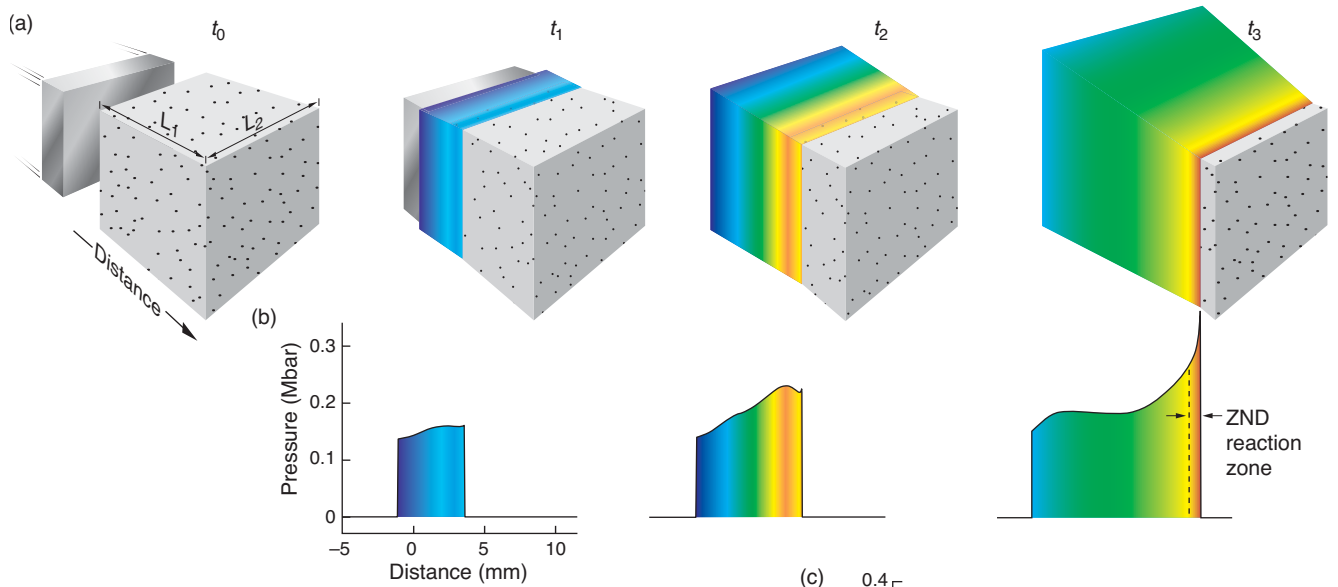 (a)
t0
t1
t2
t3
L1
L2
Distance
(b)
Pressure (Mbar)
0.3
0.2
0.1
0
–5
0
5
10
Distance (mm)
ZND
reaction
zone
(c)
0.4